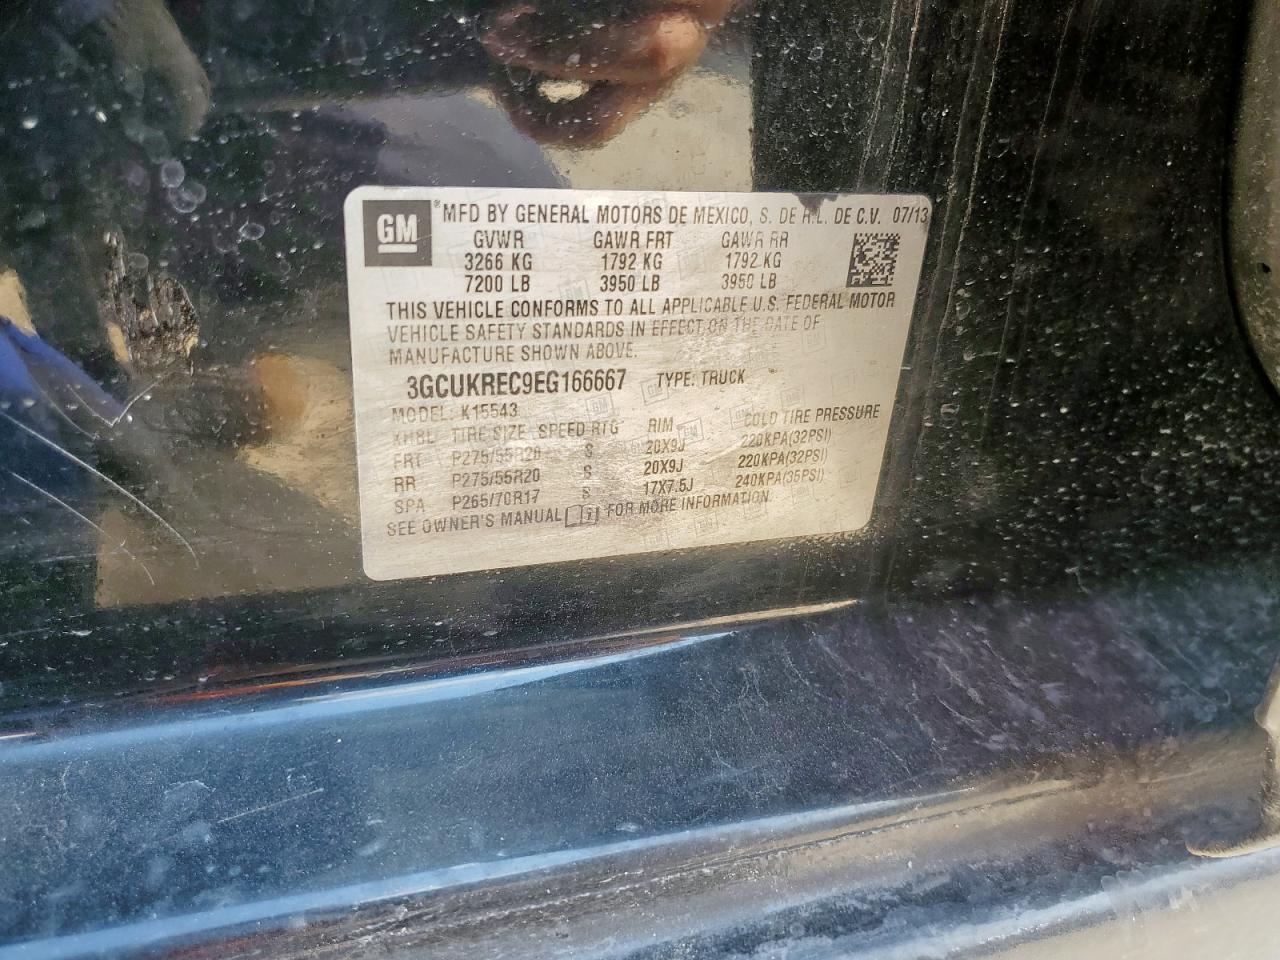 GM ® MFD BY GENERAL MOTORS DE MEXICO, S. DE R.L. DE C.V. 07/13
GVWR GAWR FRT GAWR RR
3266 KG 1792 KG 1792 KG
7200 LB 3950 LB 3950 LB
THIS VEHICLE CONFORMS TO ALL APPLICABLE U.S. FEDERAL MOTOR
VEHICLE SAFETY STANDARDS IN EFFECT ON THE DATE OF
MANUFACTURE SHOWN ABOVE.
3GCUKREC9EG166667 TYPE: TRUCK
MODEL: K15543
XHBL TIRE SIZE SPEED RTG RIM COLD TIRE PRESSURE
FRT P275/55R20 S 20X9J 220KPA(32PSI)
RR P275/55R20 S 20X9J 220KPA(32PSI)
SPA P265/70R17 S 17X7.5J 240KPA(35PSI)
SEE OWNER'S MANUAL FOR MORE INFORMATION.